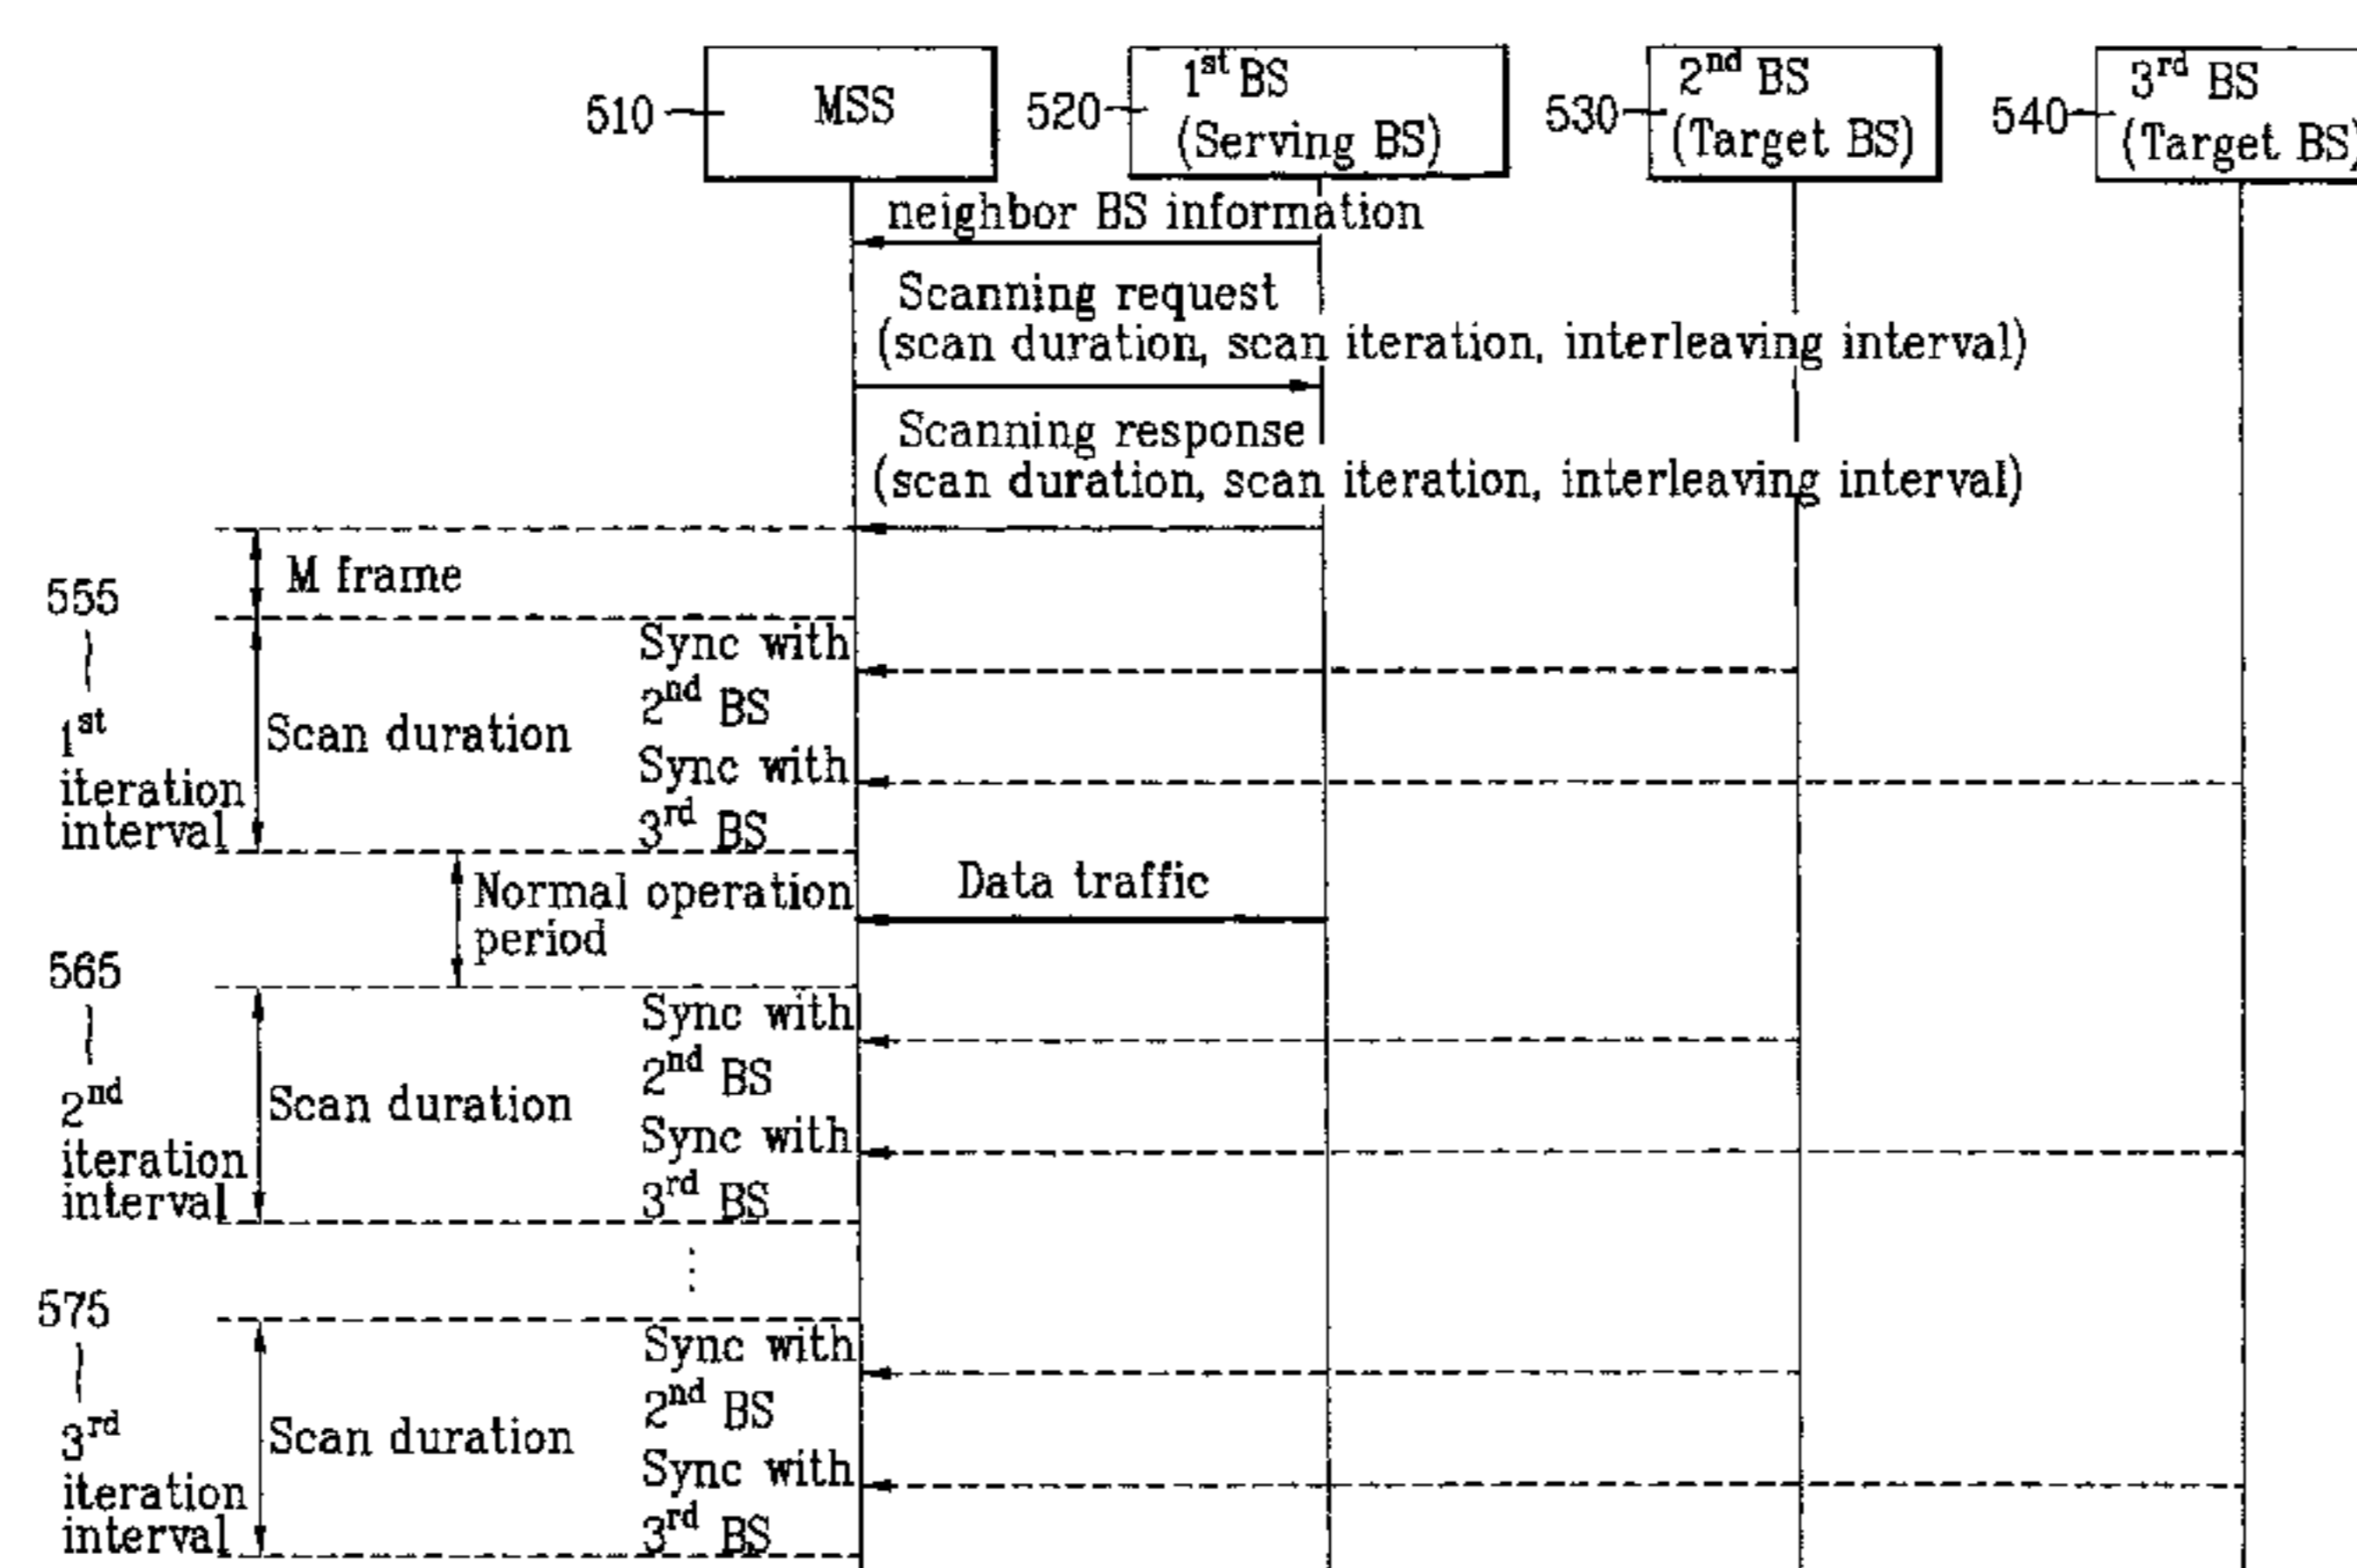 510
MSS
520
1st BS
(Serving BS)
530
2nd BS
(Target BS)
540
3rd BS
(Target BS)
neighbor BS information
Scanning request
(scan duration, scan iteration, interleaving interval)
Scanning response
(scan duration, scan iteration, interleaving interval)
M frame
555
1st
iteration
interval
Scan duration
Sync with
2nd BS
Sync with
3rd BS
Normal operation
period
Data traffic
565
2nd
iteration
interval
Scan duration
Sync with
2nd BS
Sync with
3rd BS
575
3rd
iteration
interval
Scan duration
Sync with
2nd BS
Sync with
3rd BS